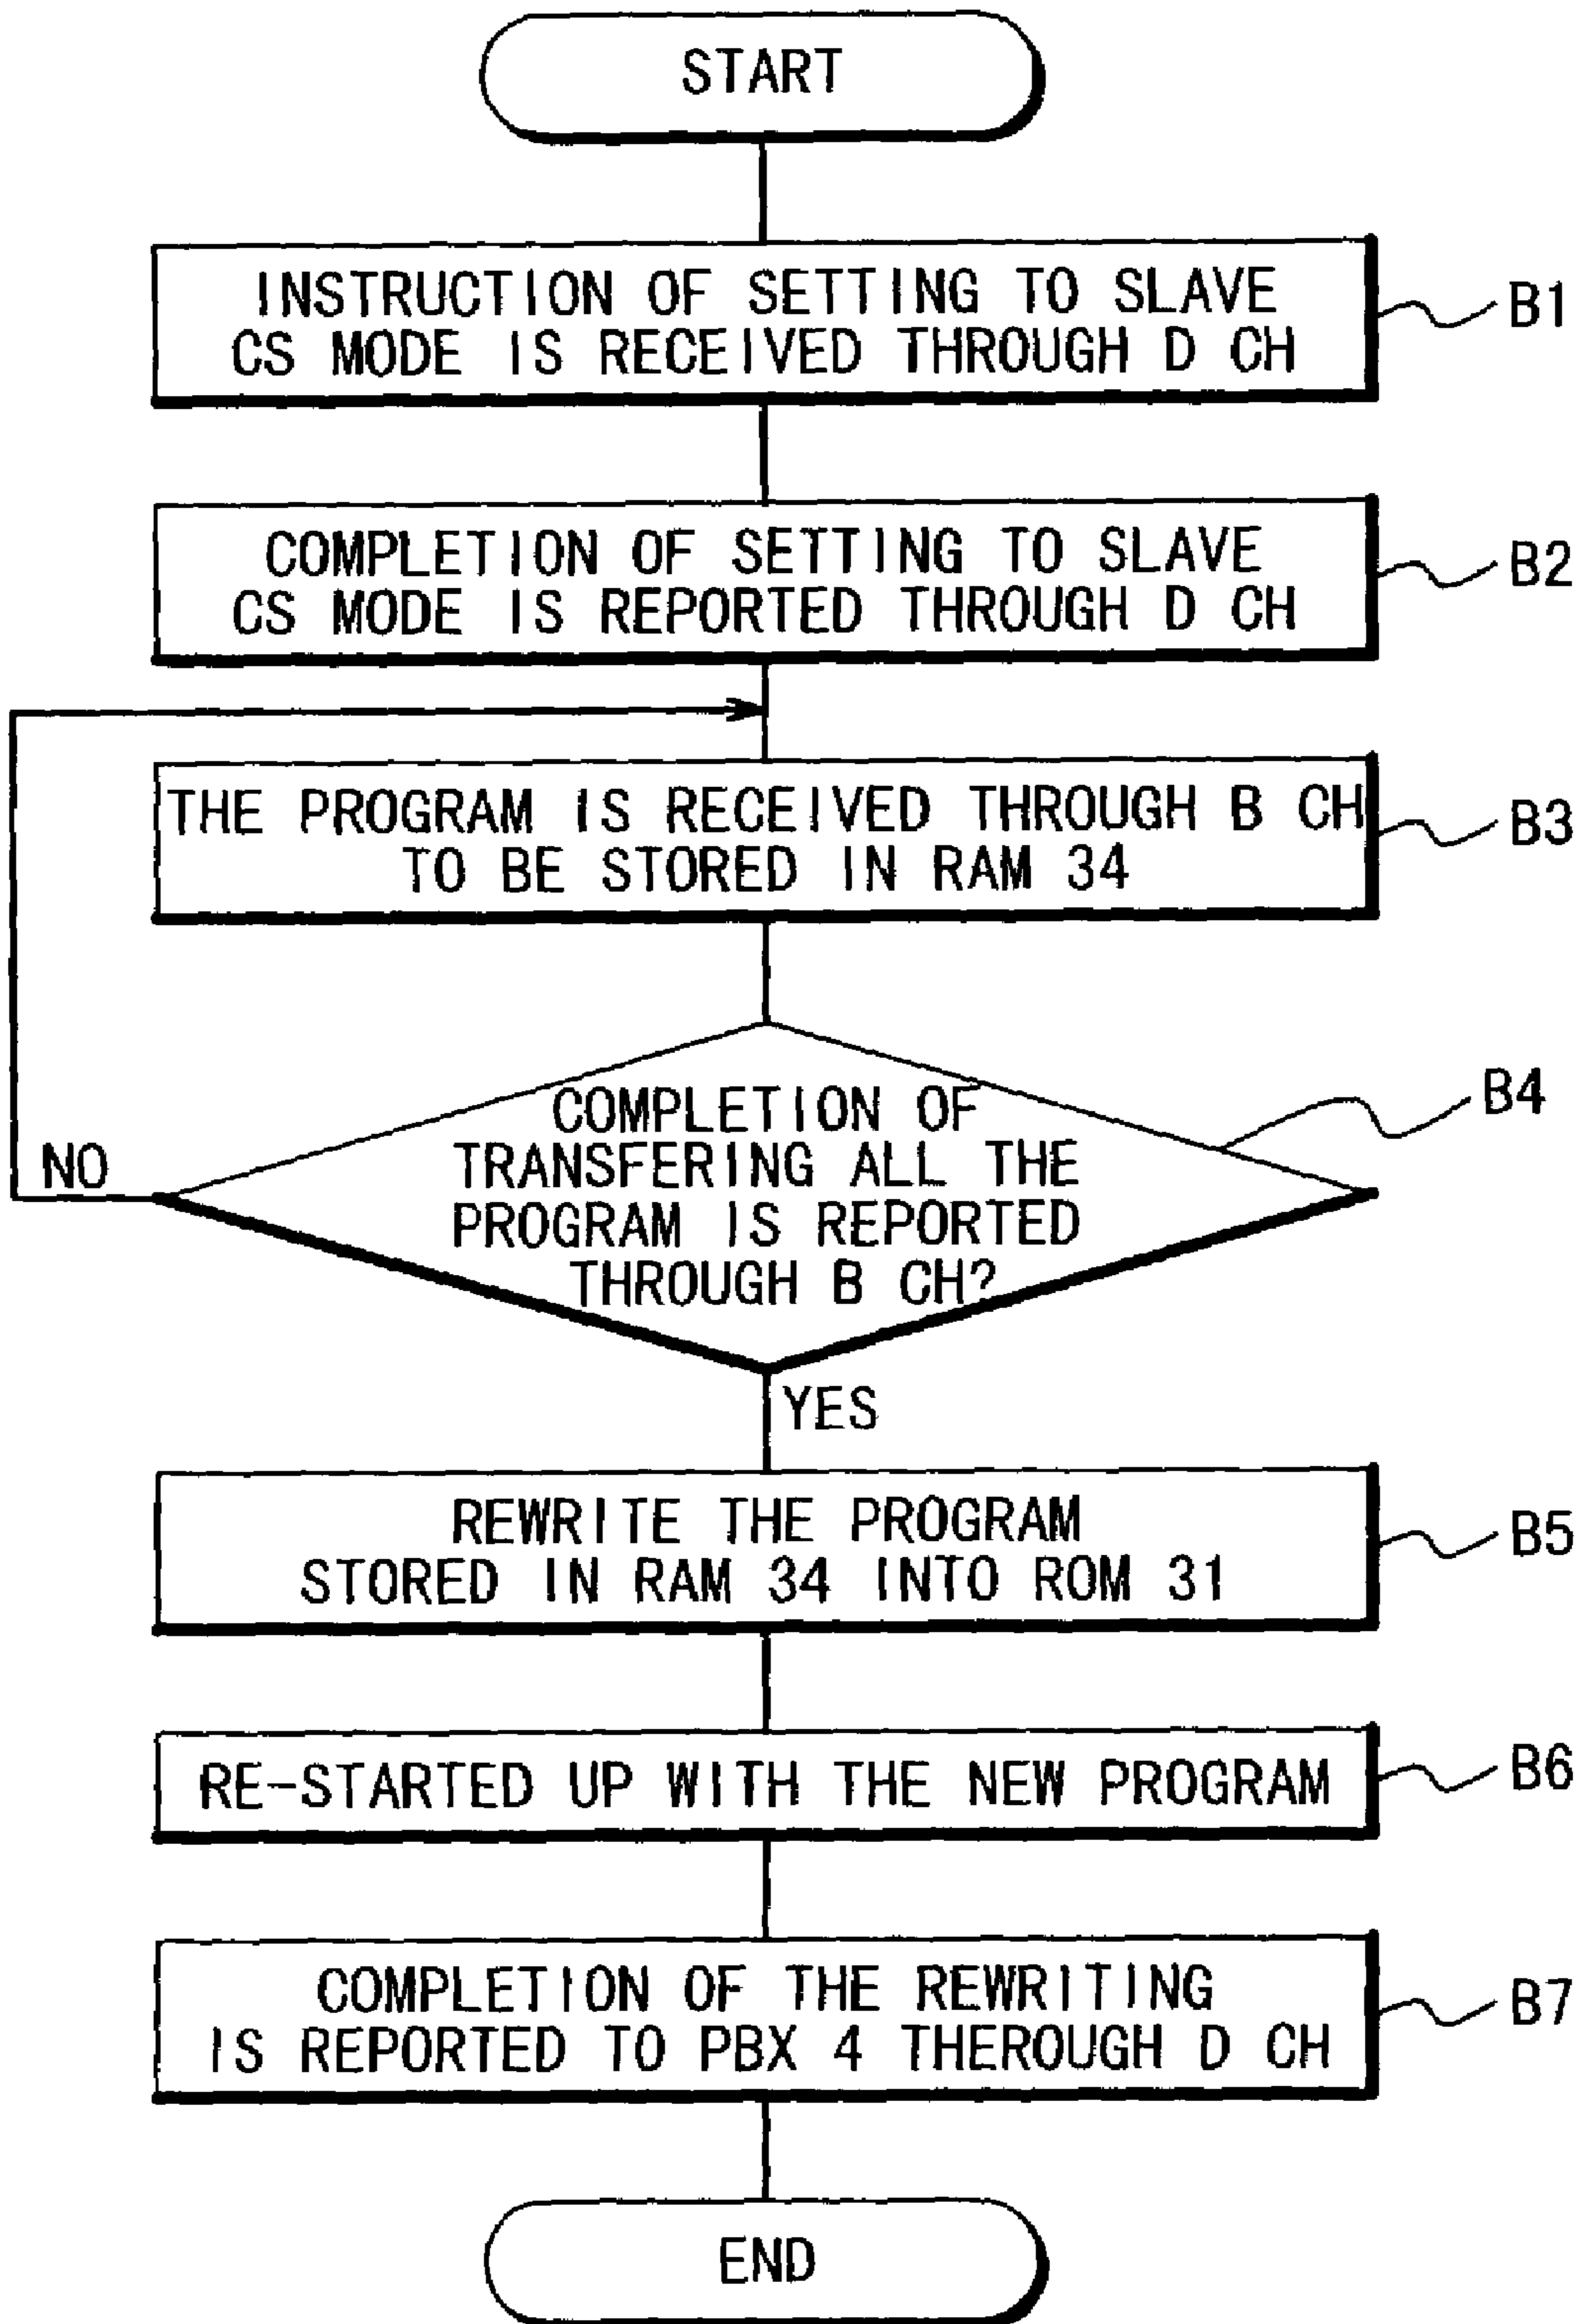 START
INSTRUCTION OF SETTING TO SLAVE
CS MODE IS RECEIVED THROUGH D CH
B1
COMPLETION OF SETTING TO SLAVE
CS MODE IS REPORTED THROUGH D CH
B2
THE PROGRAM IS RECEIVED THROUGH B CH
TO BE STORED IN RAM 34
B3
COMPLETION OF
TRANSFERING ALL THE
PROGRAM IS REPORTED
THROUGH B CH?
B4
NO
YES
REWRITE THE PROGRAM
STORED IN RAM 34 INTO ROM 31
B5
RE-STARTED UP WITH THE NEW PROGRAM
B6
COMPLETION OF THE REWRITING
IS REPORTED TO PBX 4 THEROUGH D CH
B7
END